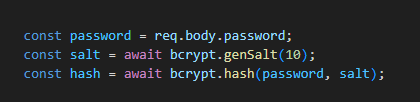 const password = req.body.password;
const salt = await bcrypt.genSalt(10);
const hash = await bcrypt.hash(password, salt);